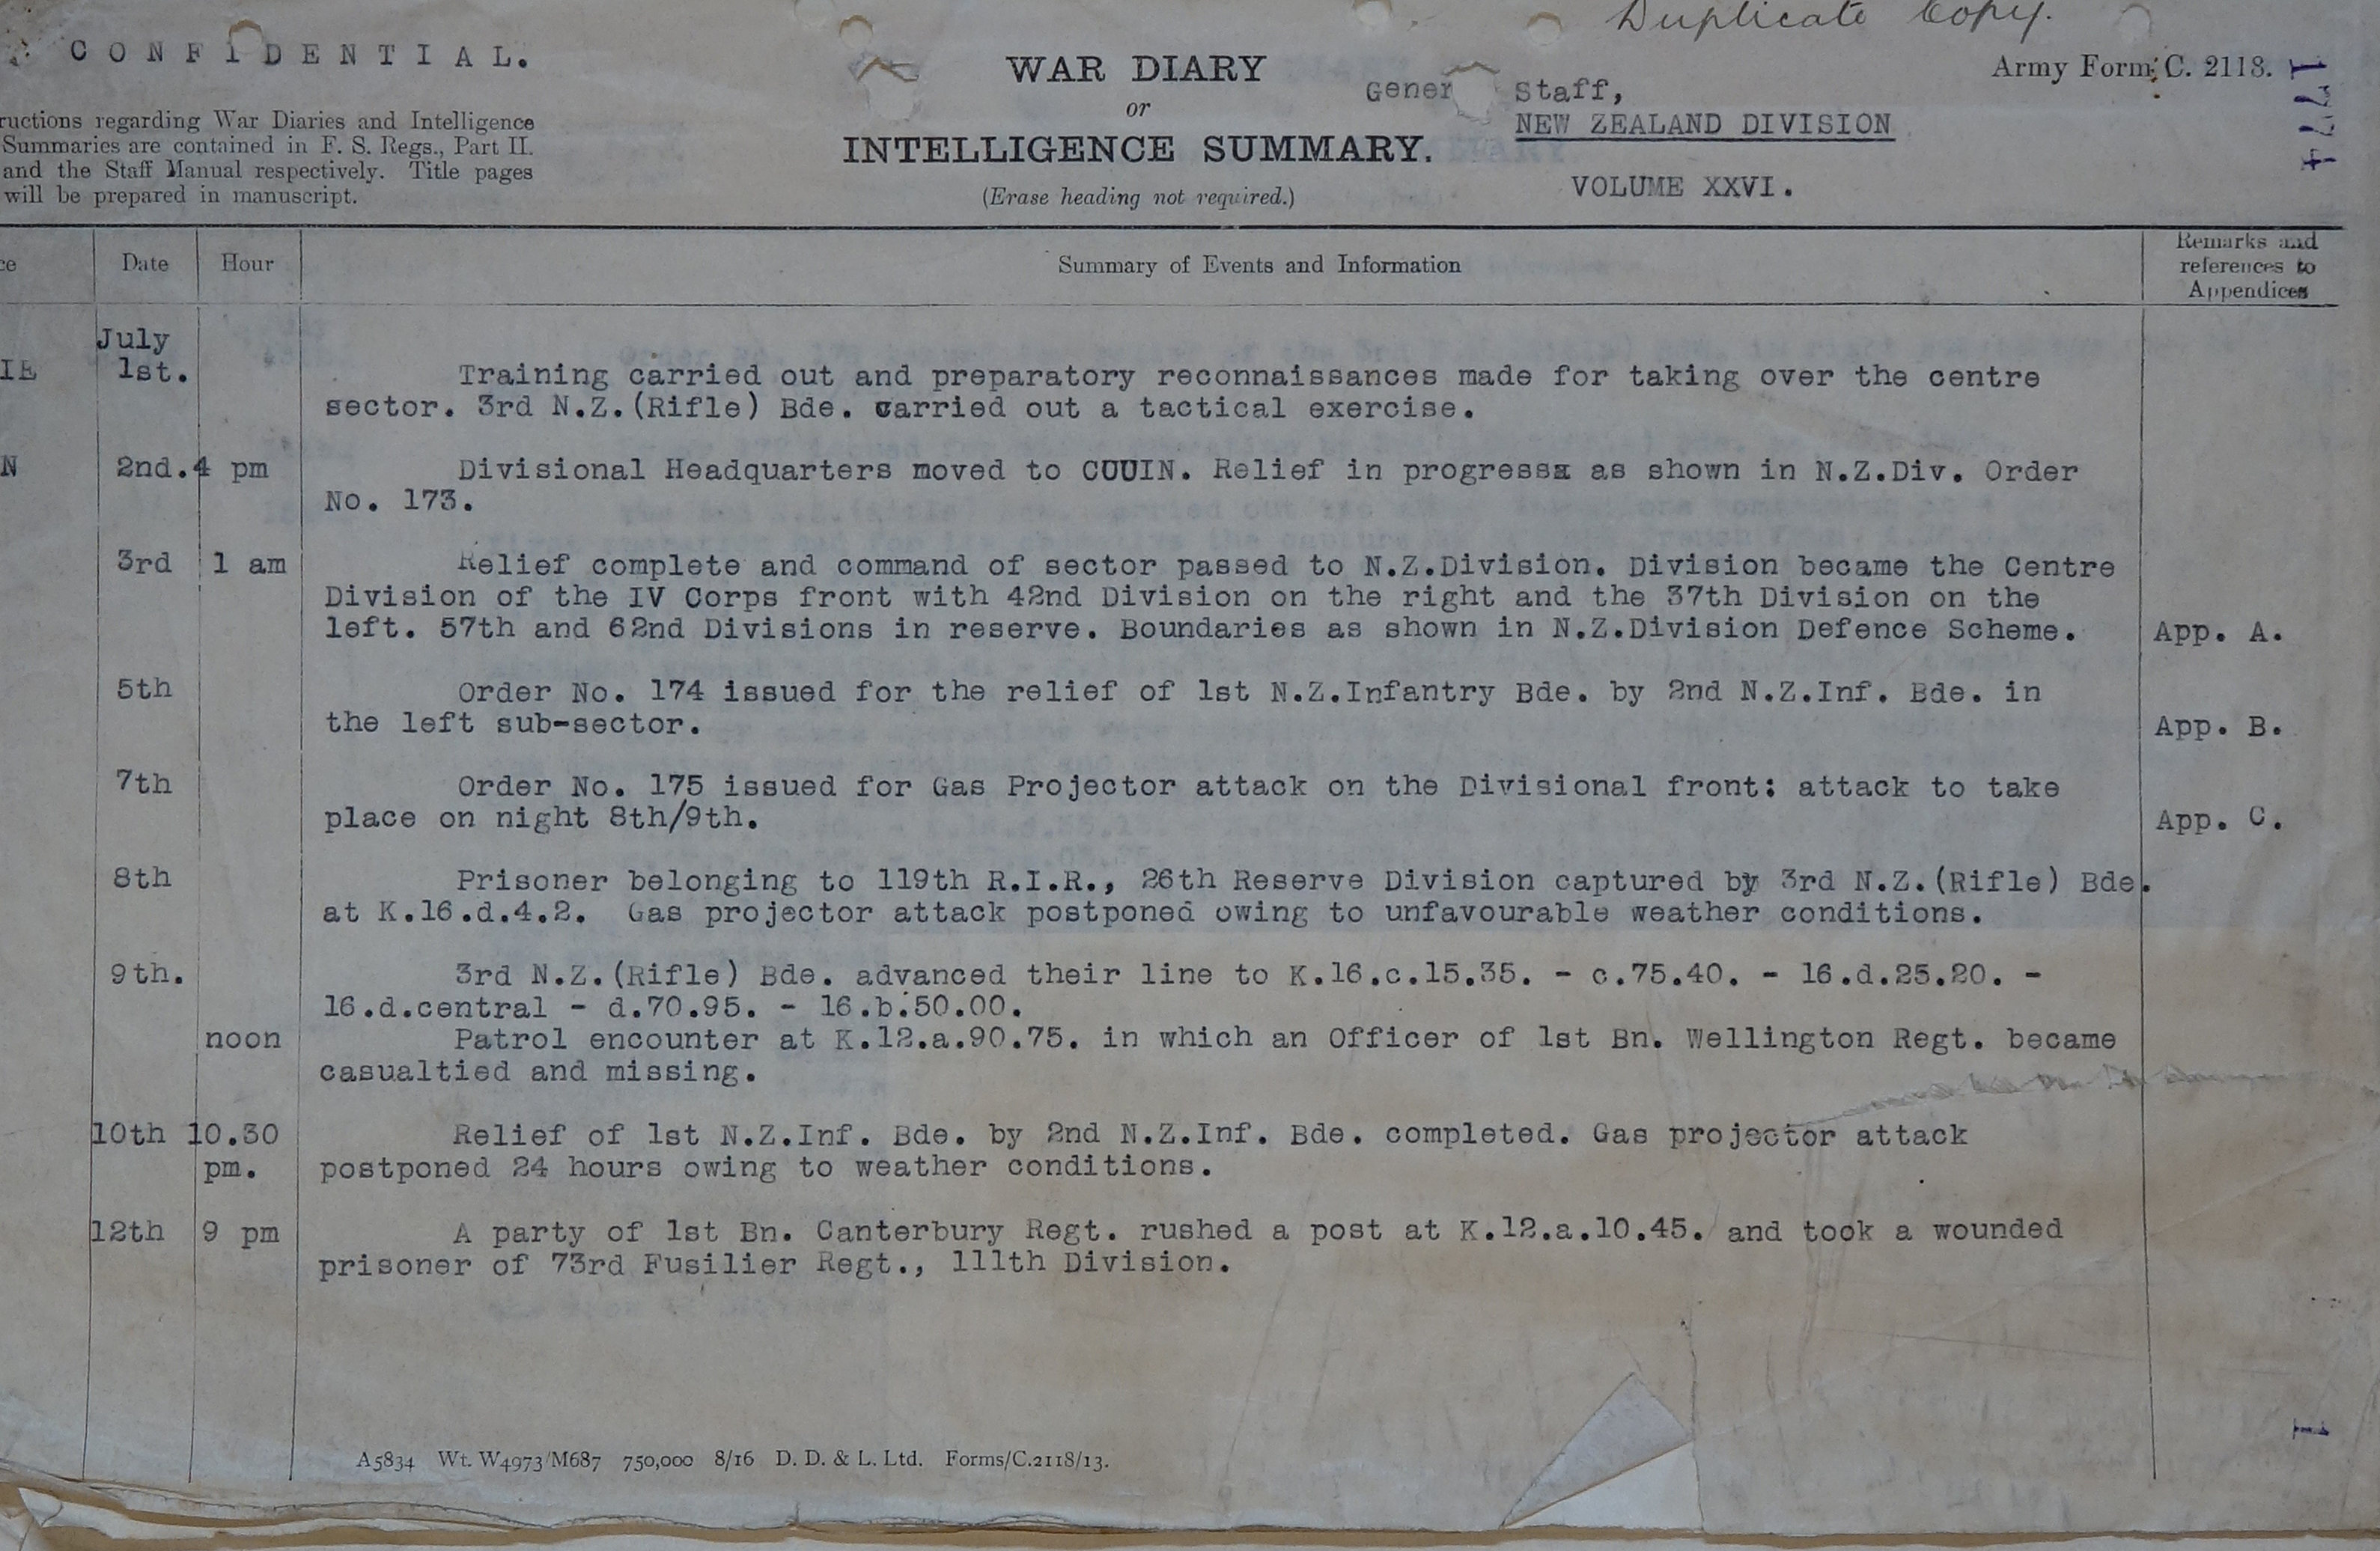 Duplicate Copy.
CONFIDENTIAL.
WAR DIARY
or
INTELLIGENCE SUMMARY.
(Erase heading not required.)
Gener Staff,
NEW ZEALAND DIVISION
VOLUME XXVI.
Army Form C. 2118.
1774
ructions regarding War Diaries and Intelligence
Summaries are contained in F. S. Regs., Part II.
and the Staff Manual respectively. Title pages
will be prepared in manuscript.
ce Date Hour Summary of Events and Information Remarks and
references to
Appendices
July
IE 1st. Training carried out and preparatory reconnaissances made for taking over the centre
sector. 3rd N.Z.(Rifle) Bde. carried out a tactical exercise.
N 2nd. 4 pm Divisional Headquarters moved to COUIN. Relief in progressx as shown in N.Z.Div. Order
No. 173.
3rd 1 am Relief complete and command of sector passed to N.Z.Division. Division became the Centre
Division of the IV Corps front with 42nd Division on the right and the 37th Division on the
left. 57th and 62nd Divisions in reserve. Boundaries as shown in N.Z.Division Defence Scheme. App. A.
5th Order No. 174 issued for the relief of 1st N.Z.Infantry Bde. by 2nd N.Z.Inf. Bde. in
the left sub-sector. App. B.
7th Order No. 175 issued for Gas Projector attack on the Divisional front: attack to take
place on night 8th/9th. App. C.
8th Prisoner belonging to 119th R.I.R., 26th Reserve Division captured by 3rd N.Z.(Rifle) Bde.
at K.16.d.4.2. Gas projector attack postponed owing to unfavourable weather conditions.
9th. 3rd N.Z.(Rifle) Bde. advanced their line to K.16.c.15.35. - c.75.40. - 16.d.25.20. -
16.d.central - d.70.95. - 16.b.50.00.
noon Patrol encounter at K.12.a.90.75. in which an Officer of 1st Bn. Wellington Regt. became
casualtied and missing.
10th 10.30 Relief of 1st N.Z.Inf. Bde. by 2nd N.Z.Inf. Bde. completed. Gas projector attack
pm. postponed 24 hours owing to weather conditions.
12th 9 pm A party of 1st Bn. Canterbury Regt. rushed a post at K.12.a.10.45. and took a wounded
prisoner of 73rd Fusilier Regt., 111th Division.
1
A5834 Wt. W4973/M687 750,000 8/16 D. D. & L. Ltd. Forms/C.2118/13.